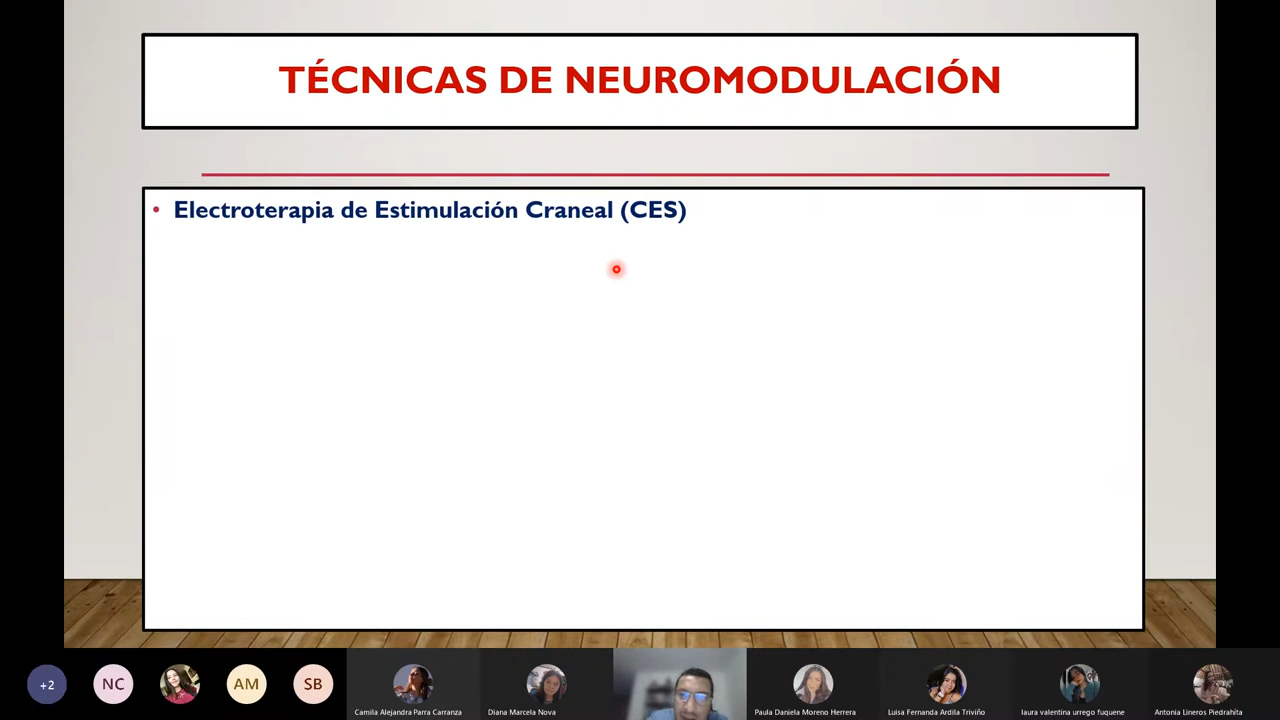 TÉCNICAS DE NEUROMODULACIÓN
• Electroterapia de Estimulación Craneal (CES)
+2
NC
AM
SB
Camila Alejandra Parra Carranza
Diana Marcela Nova
Paula Daniela Moreno Herrera
Luisa Fernanda Ardila Triviño
laura valentina urrego fuquene
Antonia Lineros Piedrahita